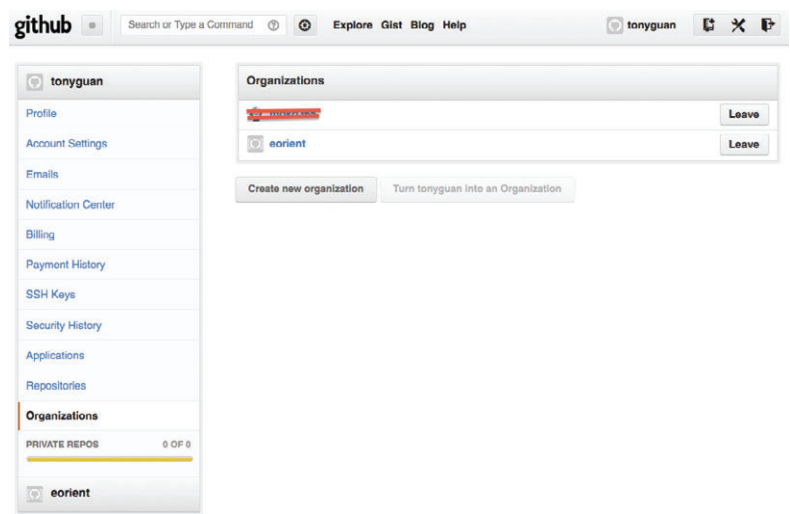 github Search or Type a Command Explore Gist Blog Help tonyguan
tonyguan
Profile
Account Settings
Emails
Notification Center
Billing
Payment History
SSH Keys
Security History
Applications
Repositories
Organizations
PRIVATE REPOS 0 OF 0
eorient
Organizations
Leave
eorient Leave
Create new organization Turn tonyguan into an Organization